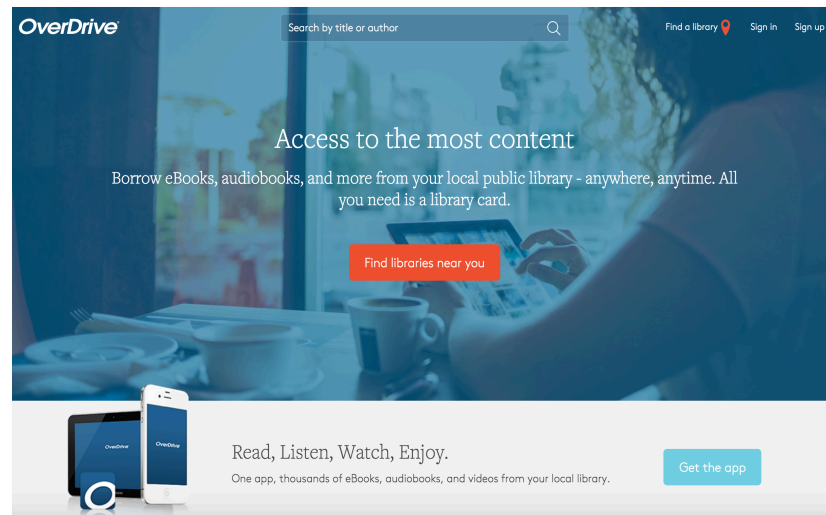 OverDrive
Search by title or author
Find a library
Sign in
Sign up
Access to the most content
Borrow eBooks, audiobooks, and more from your local public library - anywhere, anytime. All
you need is a library card.
Find libraries near you
OverDrive
OverDrive
Read, Listen, Watch, Enjoy.
One app, thousands of eBooks, audiobooks, and videos from your local library.
Get the app